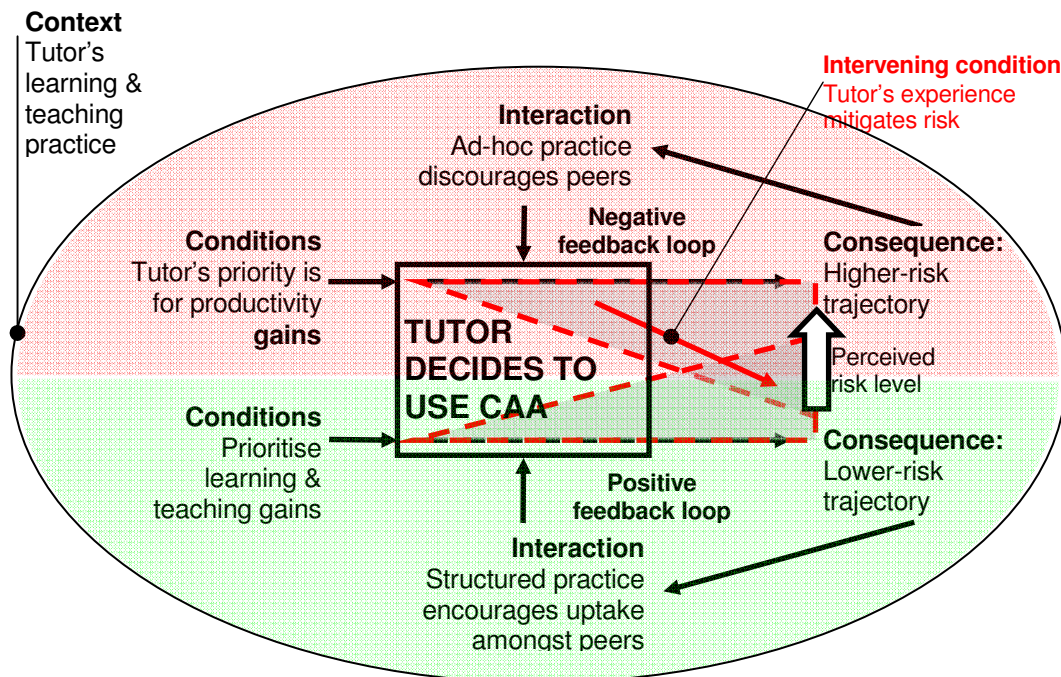 Context
Tutor's
learning &
teaching
practice
Intervening condition
Tutor's experience
mitigates risk
Interaction
Ad-hoc practice
discourages peers
Negative
feedback loop
Conditions
Tutor's priority is
for productivity
gains
Consequence:
Higher-risk
trajectory
TUTOR
DECIDES TO
USE CAA
Perceived
risk level
Conditions
Prioritise
learning &
teaching gains
Consequence:
Lower-risk
trajectory
Positive
feedback loop
Interaction
Structured practice
encourages uptake
amongst peers